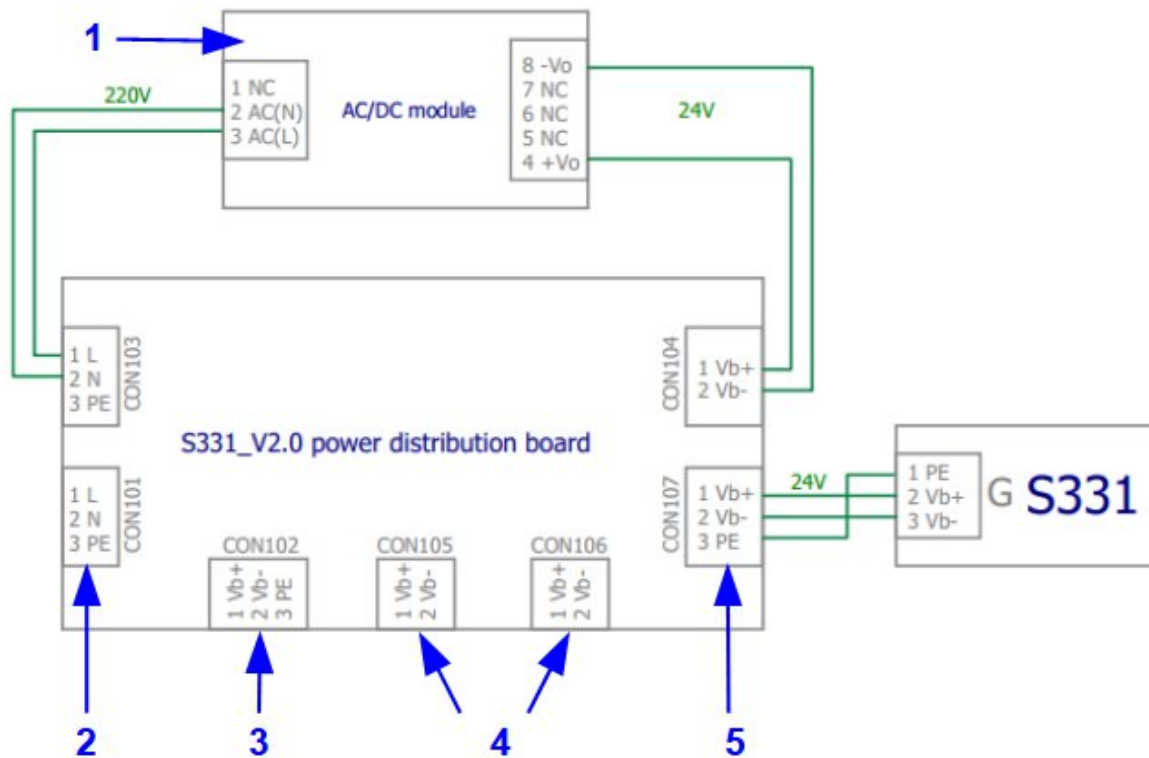 1
1 NC
2 AC(N)
3 AC(L)
220V
AC/DC module
8 -Vo
7 NC
6 NC
5 NC
4 +Vo
24V
1 L
2 N
3 PE
CON103
S331_V2.0 power distribution board
CON104
1 Vb+
2 Vb-
1 L
2 N
3 PE
CON101
CON102
1 Vb+
2 Vb-
3 PE
CON105
1 Vb+
2 Vb-
CON106
1 Vb+
2 Vb-
CON107
1 Vb+
2 Vb-
3 PE
24V
1 PE
2 Vb+
3 Vb-
G S331
2
3
4
5